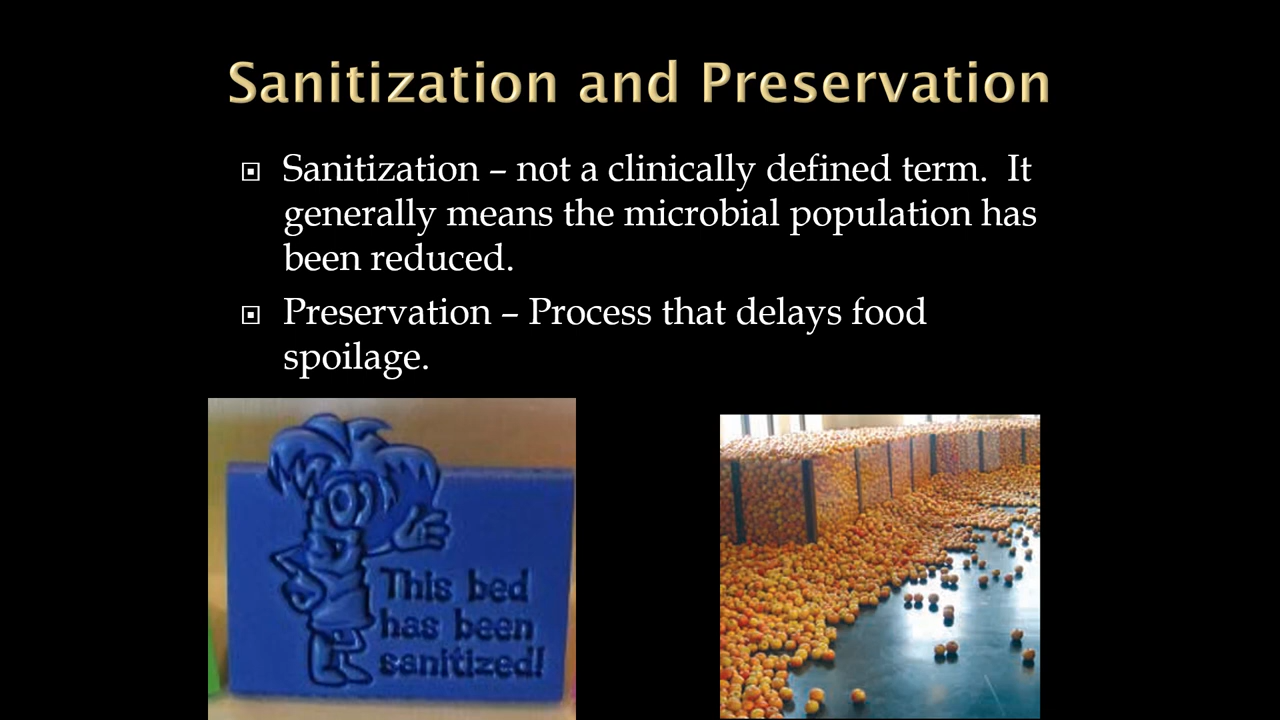 Sanitization and Preservation
Sanitization – not a clinically defined term.  It
generally means the microbial population has
been reduced.
Preservation – Process that delays food
spoilage.
This bed
has been
sanitized!